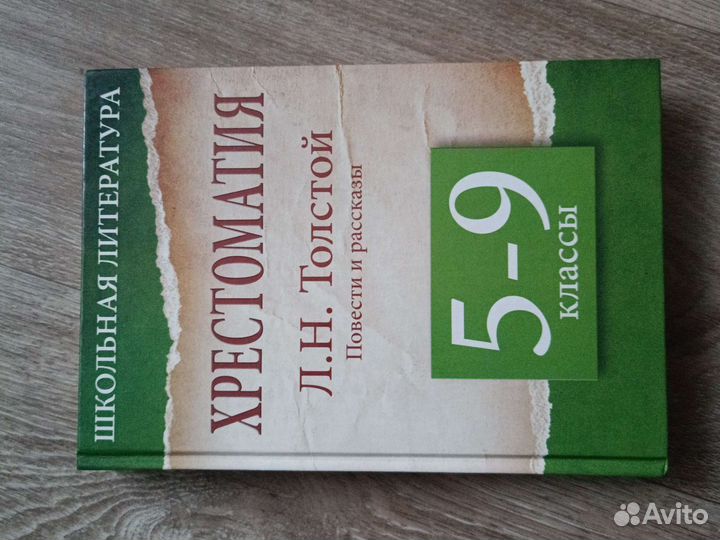 ШКОЛЬНАЯ ЛИТЕРАТУРА
ХРЕСТОМАТИЯ
Л.Н. Толстой
Повести и рассказы
5-9
классы
Avito